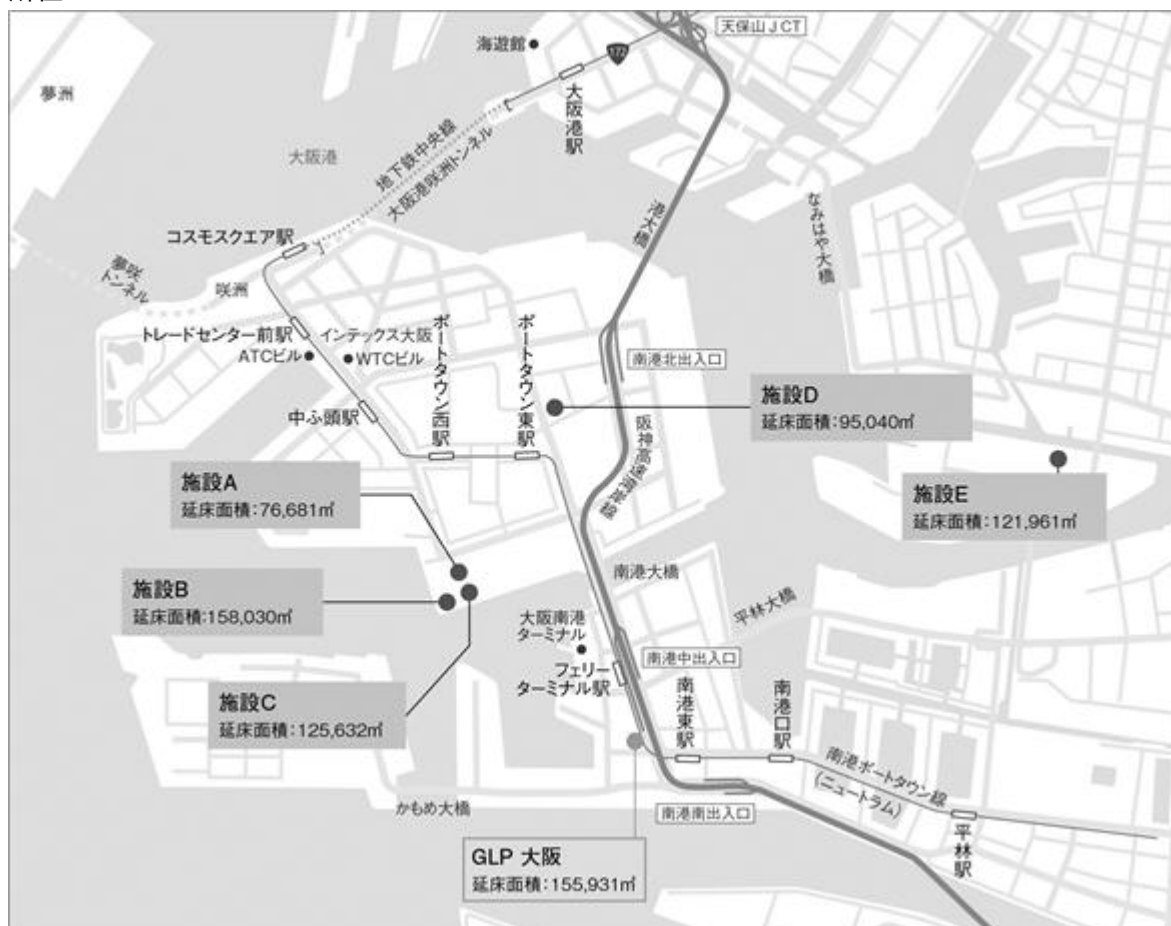 天保山JCT
海遊館
172
大阪港駅
夢洲
大阪港
地下鉄中央線
大阪港咲洲トンネル
なみはや大橋
港大橋
コスモスクエア駅
夢咲
トンネル
咲洲
トレードセンター前駅
インテックス大阪
ATCビル
WTCビル
ポートタウン西駅
ポートタウン東駅
南港北出入口
中ふ頭駅
阪神高速湾岸線
施設D
延床面積:95,040㎡
施設A
延床面積:76,681㎡
施設E
延床面積:121,961㎡
施設B
延床面積:158,030㎡
南港大橋
平林大橋
大阪南港
ターミナル
南港中出入口
フェリー
ターミナル駅
施設C
延床面積:125,632㎡
南港東駅
南港口駅
南港ポートタウン線
(ニュートラム)
かもめ大橋
南港南出入口
平林駅
GLP 大阪
延床面積:155,931㎡